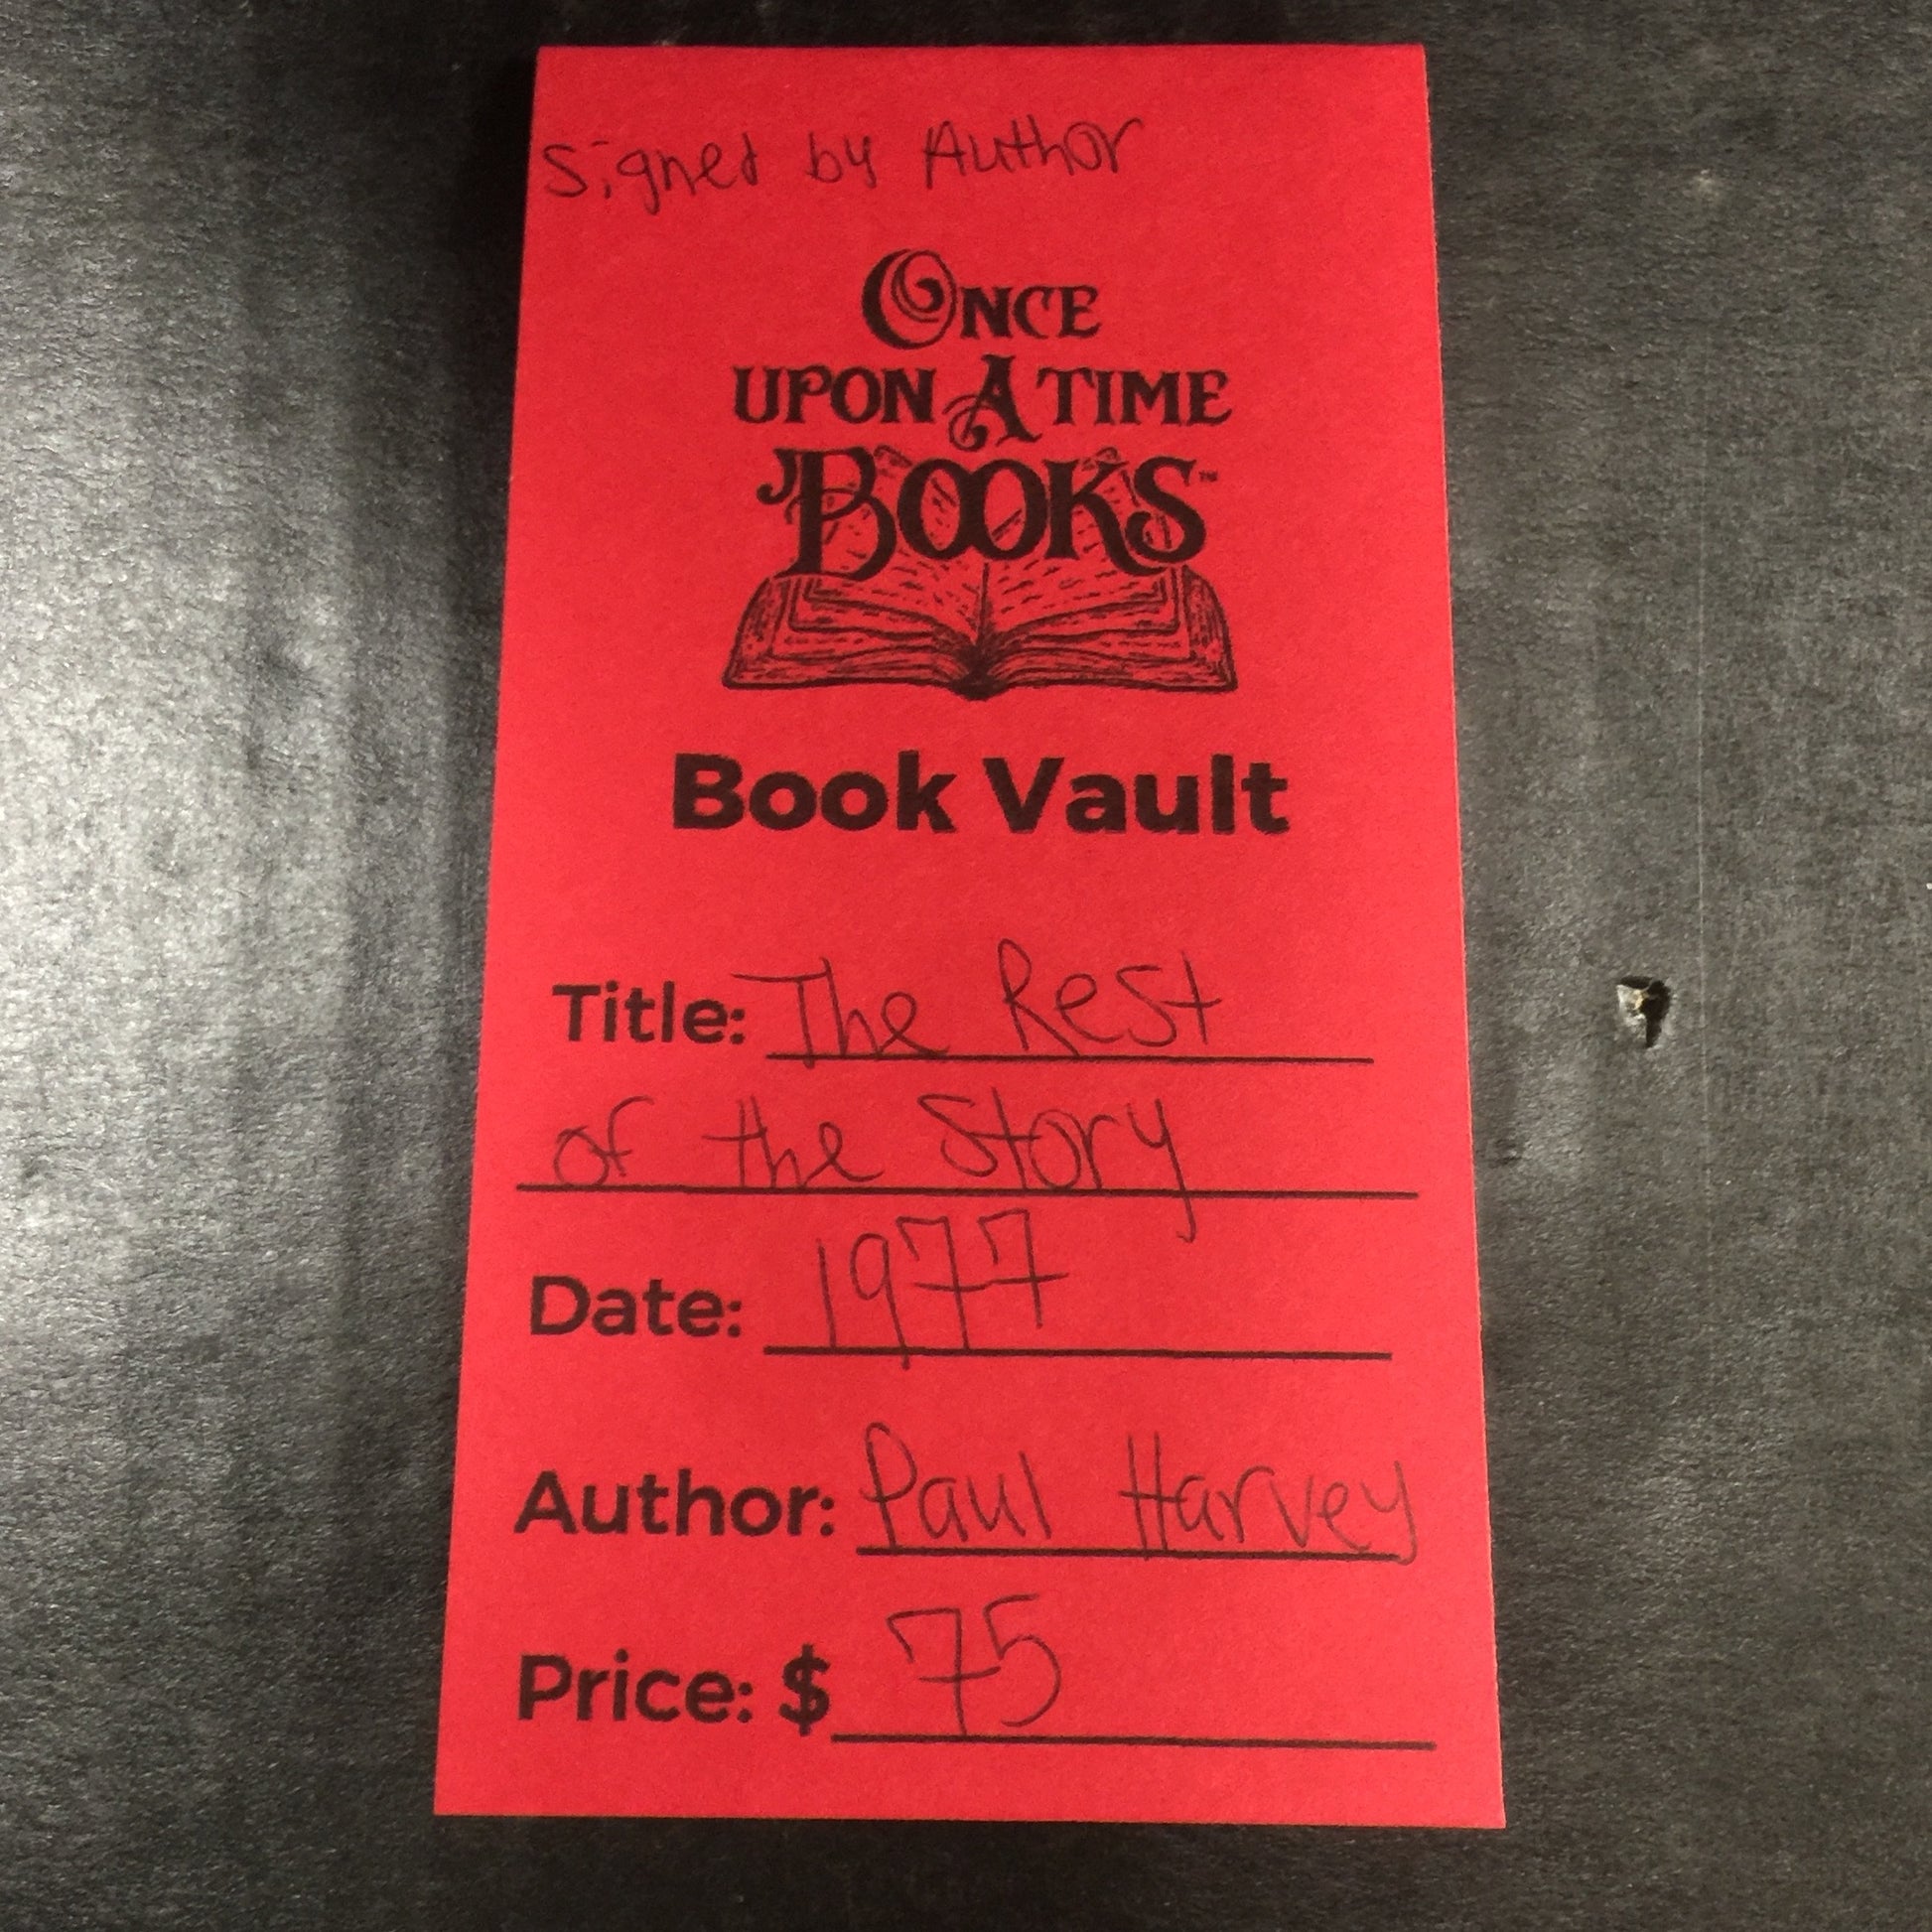 Signed by Author
ONCE
UPON A TIME
BOOKS™
Book Vault
Title: The Rest
of the Story
Date: 1977
Author: Paul Harvey
Price: $ 75